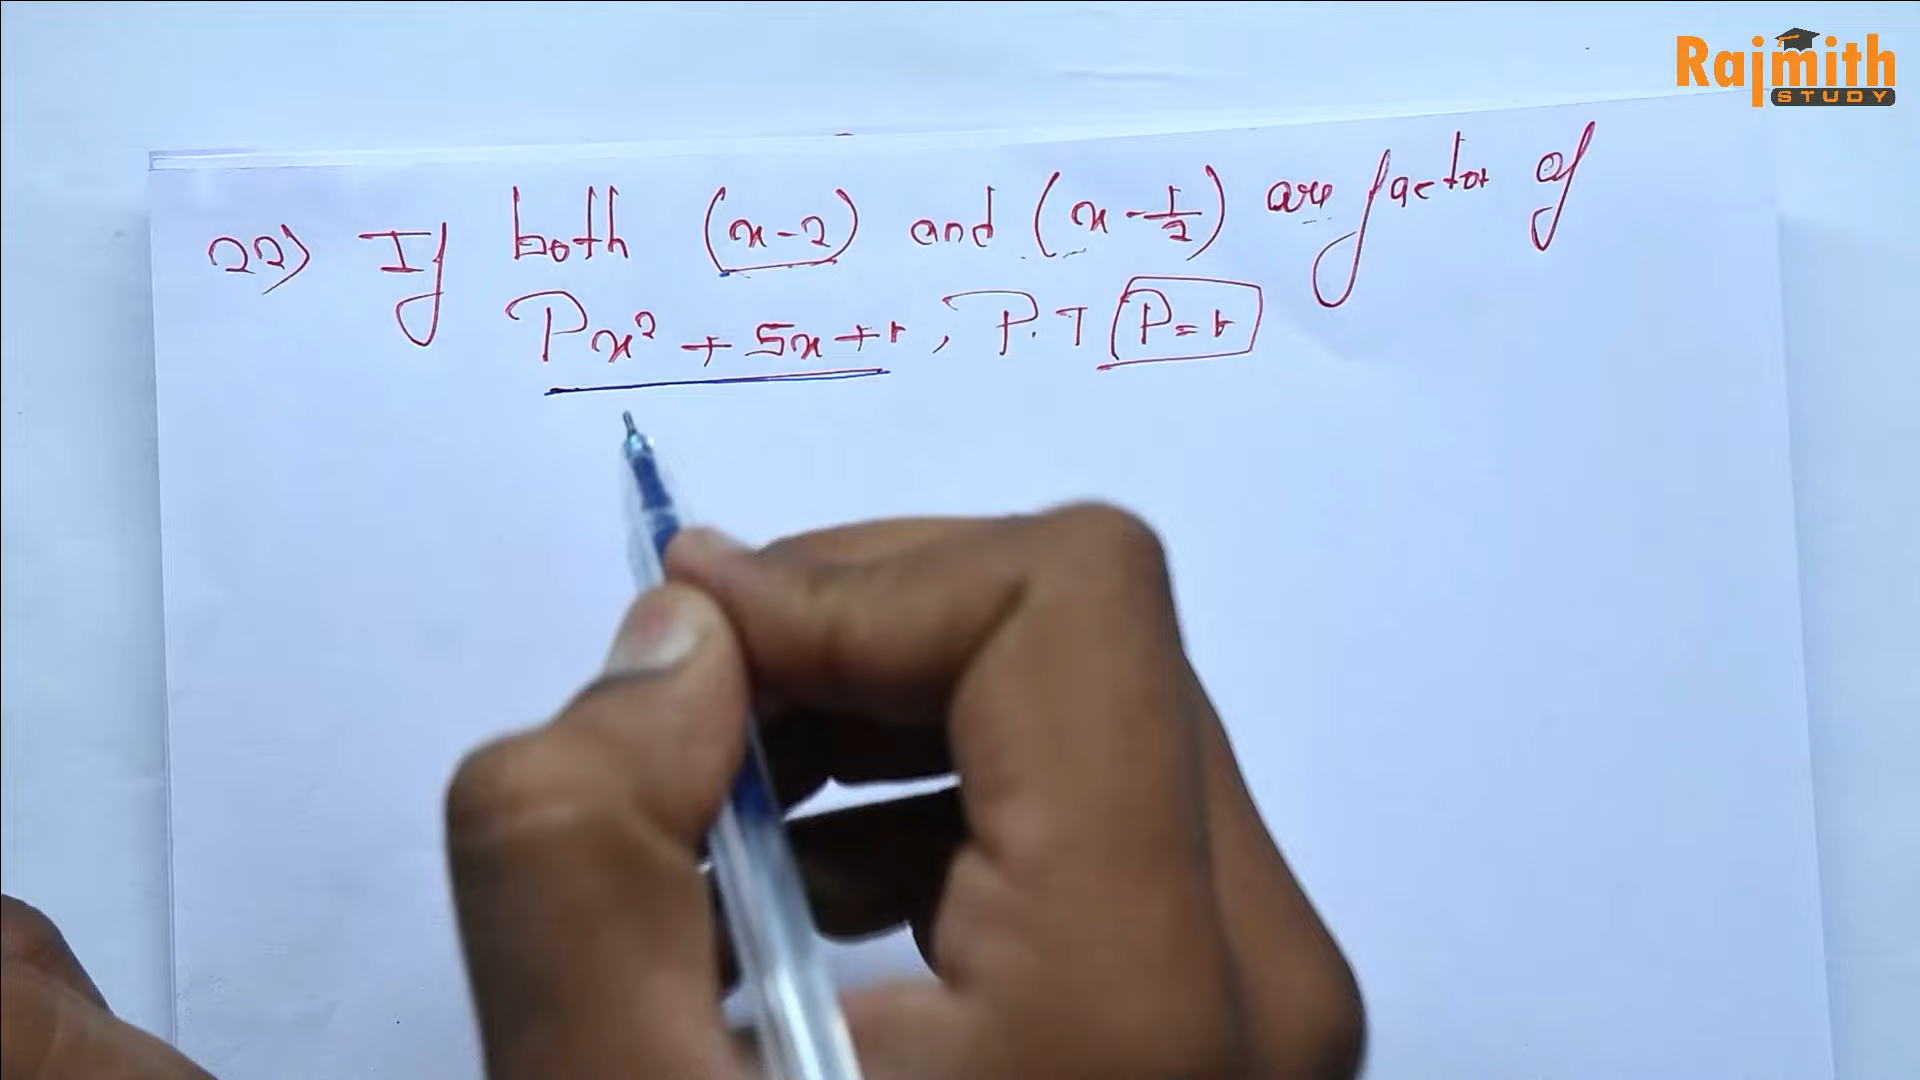 Rajmith
STUDY
22) If both (x-2) and (x-1/2) are factor of
Px² + 5x + r, P.T P=r